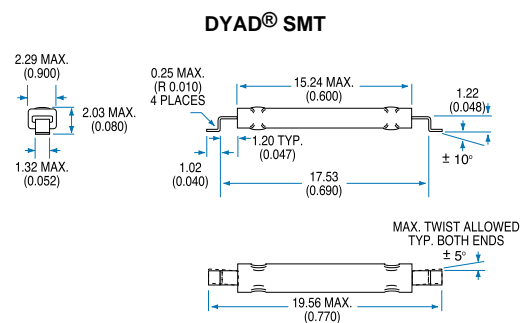 DYAD® SMT
2.29 MAX.
(0.900)
2.03 MAX.
(0.080)
1.32 MAX.
(0.052)
0.25 MAX.
(R 0.010)
4 PLACES
15.24 MAX.
(0.600)
1.22
(0.048)
1.20 TYP.
(0.047)
± 10°
1.02
(0.040)
17.53
(0.690)
MAX. TWIST ALLOWED
TYP. BOTH ENDS
± 5°
19.56 MAX.
(0.770)